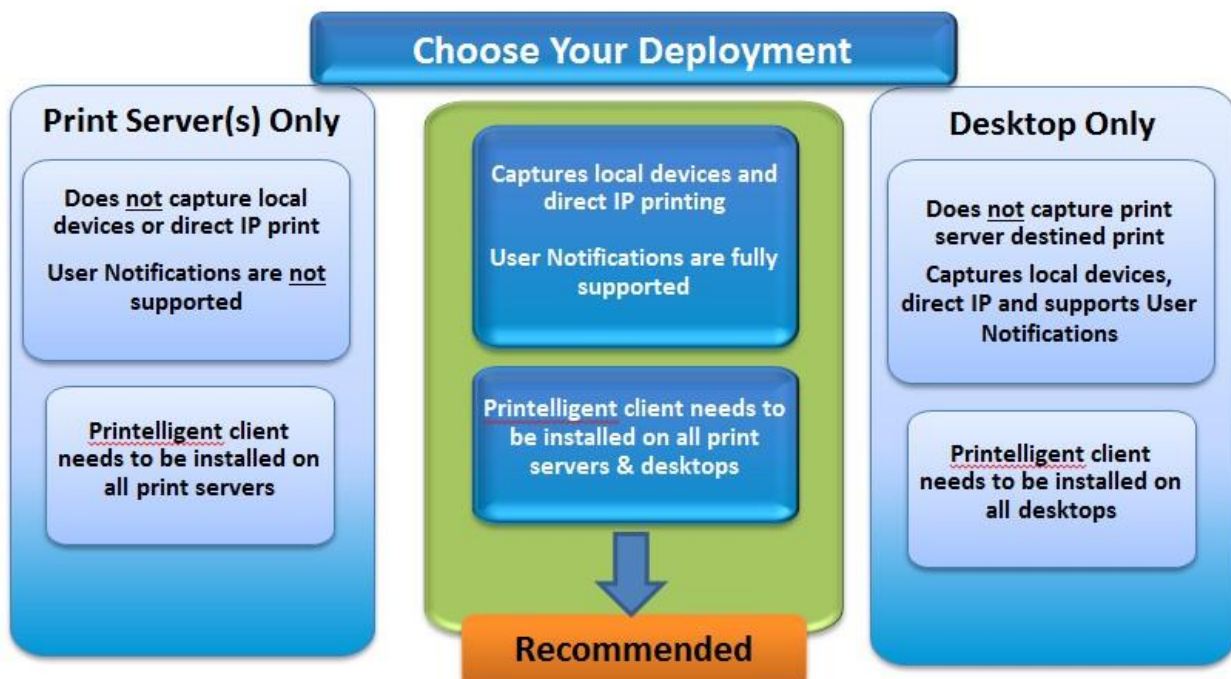 Choose Your Deployment
Print Server(s) Only
Does not capture local
devices or direct IP print
User Notifications are not
supported
Printelligent client
needs to be installed on
all print servers
Captures local devices and
direct IP printing
User Notifications are fully
supported
Printelligent client needs to
be installed on all print
servers & desktops
Recommended
Desktop Only
Does not capture print
server destined print
Captures local devices,
direct IP and supports User
Notifications
Printelligent client
needs to be installed on
all desktops